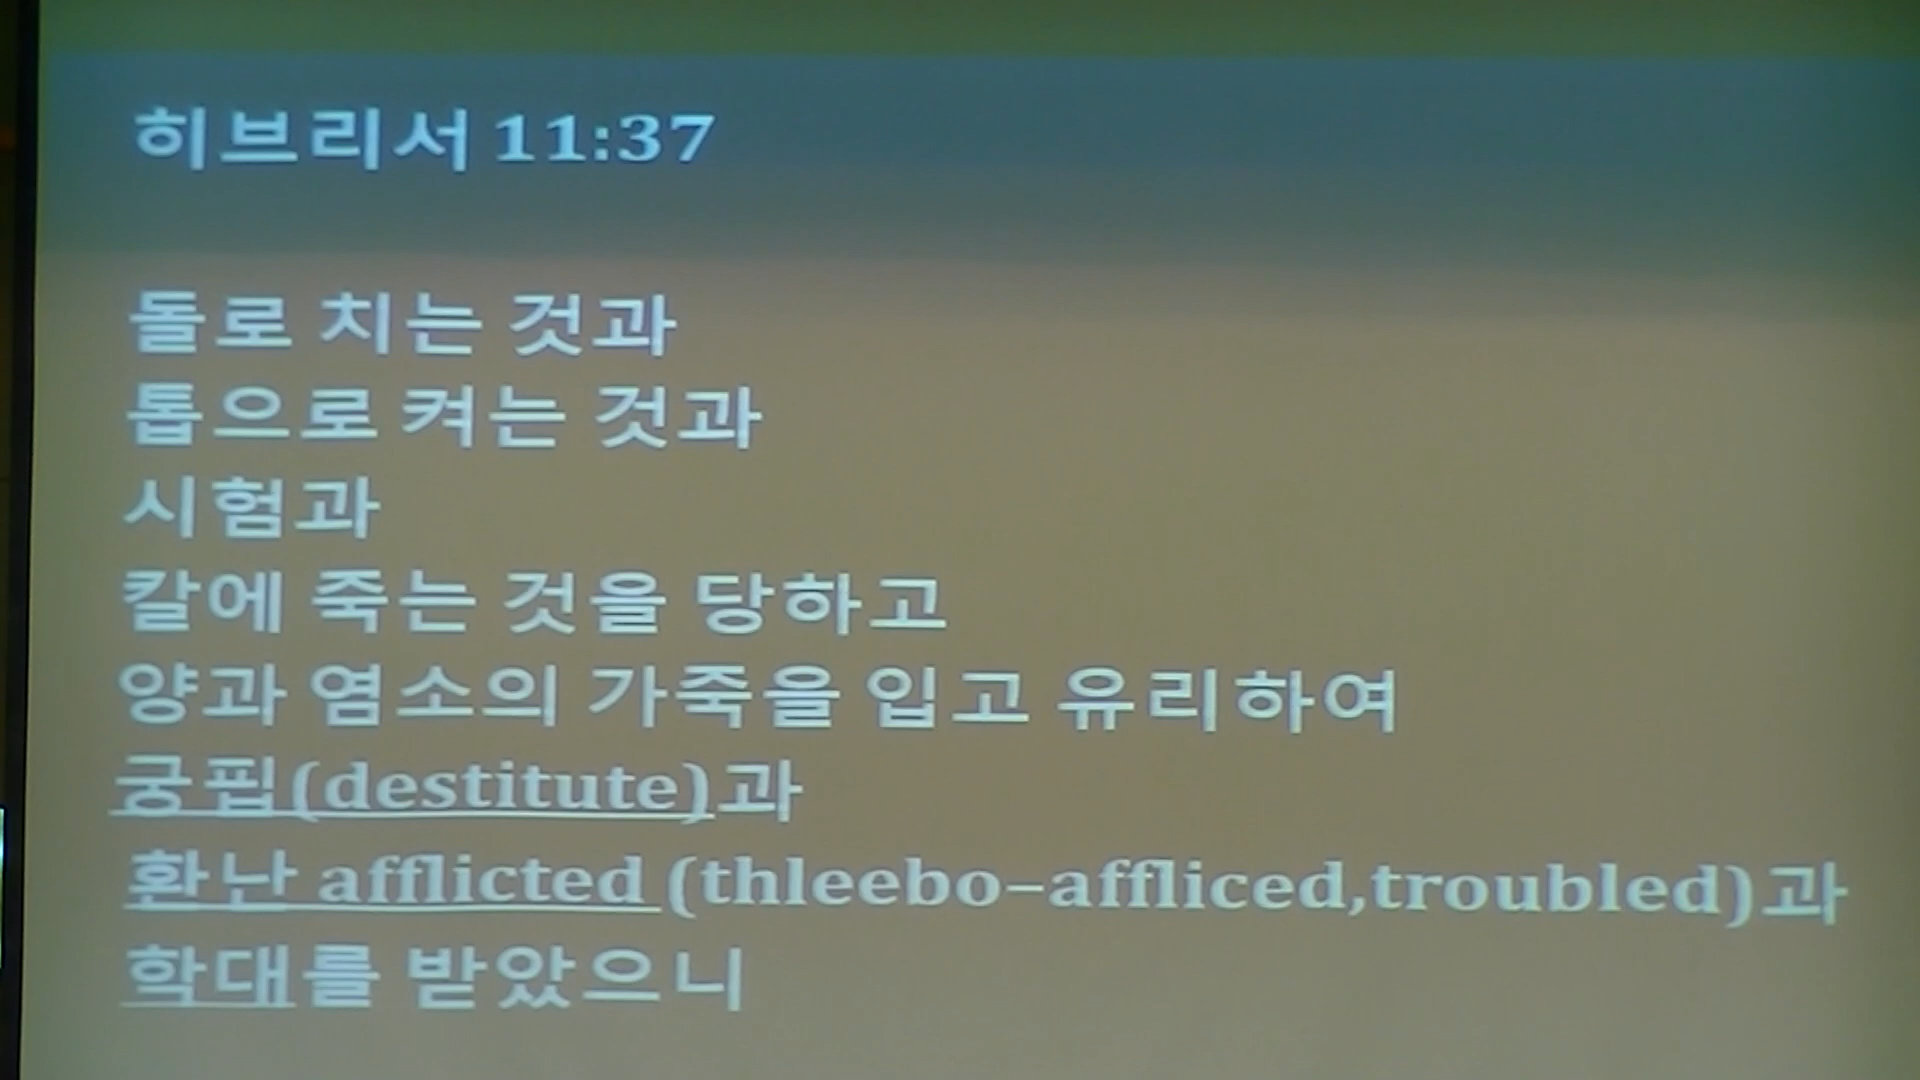 히브리서 11:37
돌로 치는 것과
톱으로 켜는 것과
시험과
칼에 죽는 것을 당하고
양과 염소의 가죽을 입고 유리하여
궁핍(destitute)과
환난 afflicted (thleebo-affliced,troubled)과
학대를 받았으니